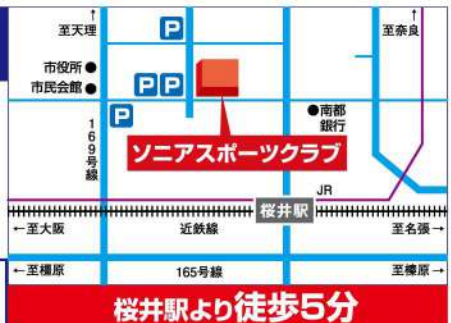 ↑
至天理
P
↑
至奈良
市役所●
市民会館●
P P
P
●南都
銀行
169号線
ソニアスポーツクラブ
JR
桜井駅
←至大阪
近鉄線
至名張→
←至橿原
165号線
至榛原→
桜井駅より徒歩5分